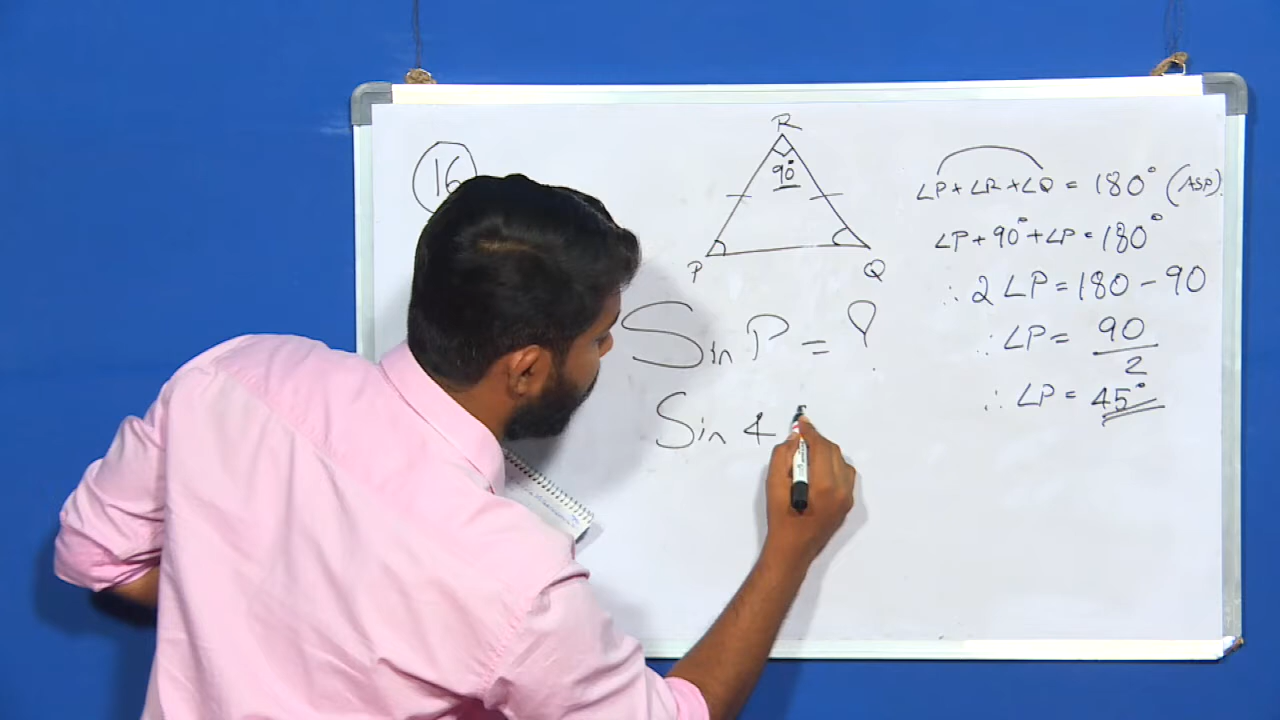 16
R
90°
P
Q
Sin P = ?
Sin 4
∠P+∠R+∠Q = 180° (ASP).
∠P+90°+∠P=180°
∴ 2∠P=180-90
∴ ∠P= 90/2
∴ ∠P= 45°